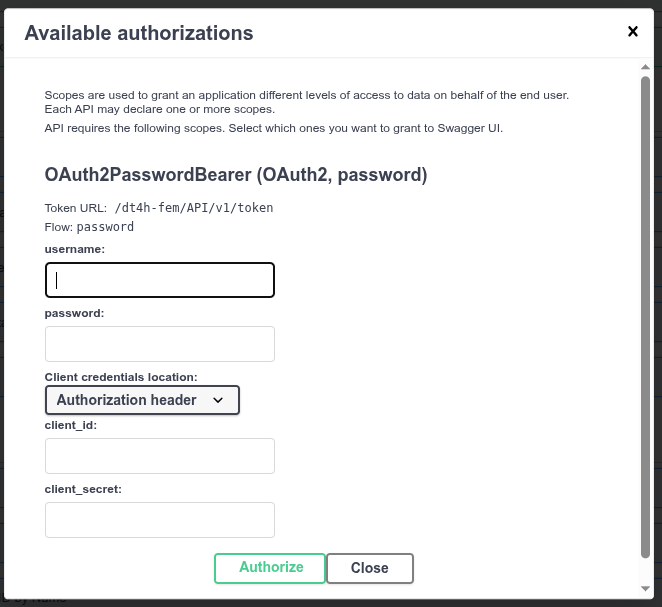 Available authorizations
Scopes are used to grant an application different levels of access to data on behalf of the end user.
Each API may declare one or more scopes.
API requires the following scopes. Select which ones you want to grant to Swagger UI.
OAuth2PasswordBearer (OAuth2, password)
Token URL: /dt4h-fem/API/v1/token
Flow: password
username:
password:
Client credentials location:
Authorization header
client_id:
client_secret:
Authorize Close